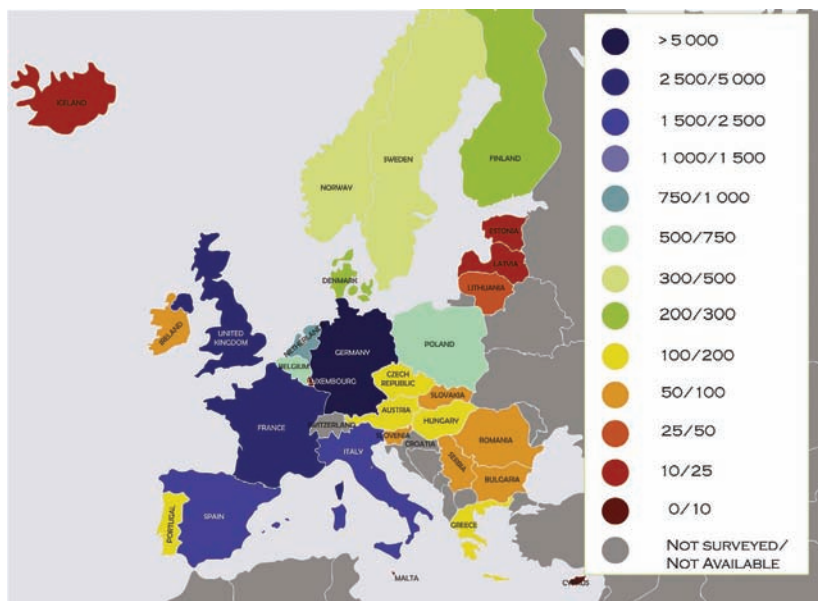 > 5 000
2 500/5 000
1 500/2 500
1 000/1 500
750/1 000
500/750
300/500
200/300
100/200
50/100
25/50
10/25
0/10
NOT SURVEYED/
NOT AVAILABLE
ICELAND
SWEDEN
FINLAND
NORWAY
ESTONIA
LATVIA
DENMARK
LITHUANIA
IRELAND
UNITED
KINGDOM
NETHERLAND
GERMANY
POLAND
BELGIUM
LUXEMBOURG
CZECH
REPUBLIC
SLOVAKIA
AUSTRIA
HUNGARY
FRANCE
SWITZERLAND
SLOVENIA
CROATIA
ROMANIA
ITALY
SERBIA
BULGARIA
PORTUGAL
SPAIN
GREECE
MALTA
CYPRUS